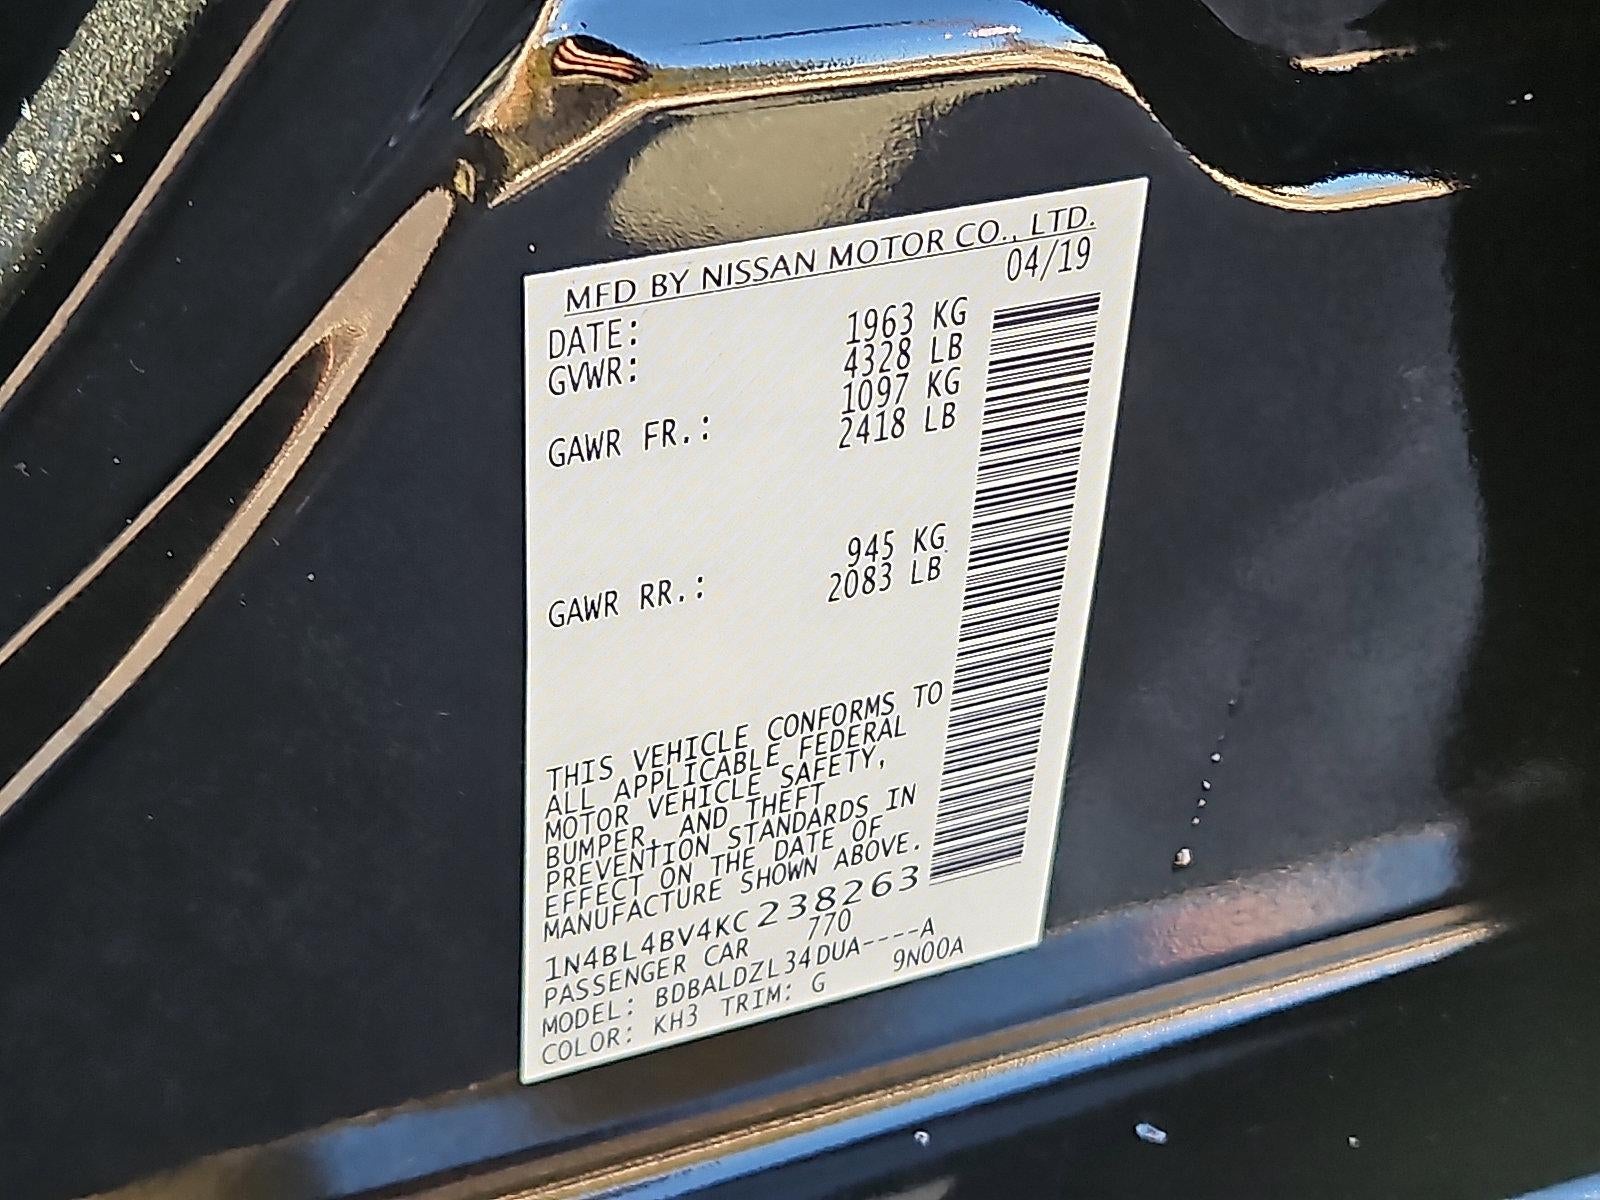 MFD BY NISSAN MOTOR CO., LTD.
DATE: 04/19
GVWR: 1963 KG
4328 LB
GAWR FR.: 1097 KG
2418 LB
GAWR RR.: 945 KG
2083 LB
THIS VEHICLE CONFORMS TO
ALL APPLICABLE FEDERAL
MOTOR VEHICLE SAFETY,
BUMPER, AND THEFT
PREVENTION STANDARDS IN
EFFECT ON THE DATE OF
MANUFACTURE SHOWN ABOVE.
1N4BL4BV4KC238263
PASSENGER CAR 770
MODEL: BDBALDZL34DUA----A
COLOR: KH3 TRIM: G 9N00A